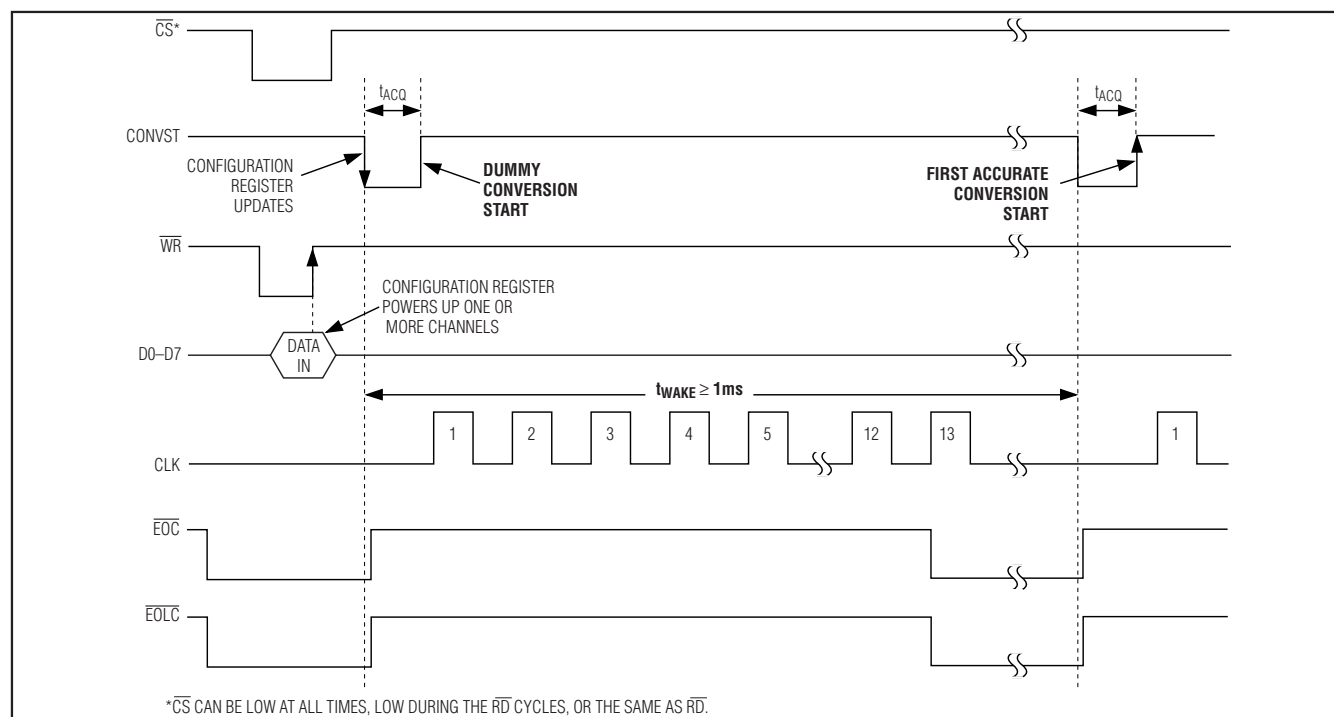 CS*
tACQ
tACQ
CONVST
CONFIGURATION
REGISTER
UPDATES
DUMMY
CONVERSION
START
FIRST ACCURATE
CONVERSION
START
WR
CONFIGURATION REGISTER
POWERS UP ONE OR
MORE CHANNELS
D0–D7
DATA
IN
tWAKE ≥ 1ms
1
2
3
4
5
12
13
1
CLK
EOC
EOLC
*CS CAN BE LOW AT ALL TIMES, LOW DURING THE RD CYCLES, OR THE SAME AS RD.